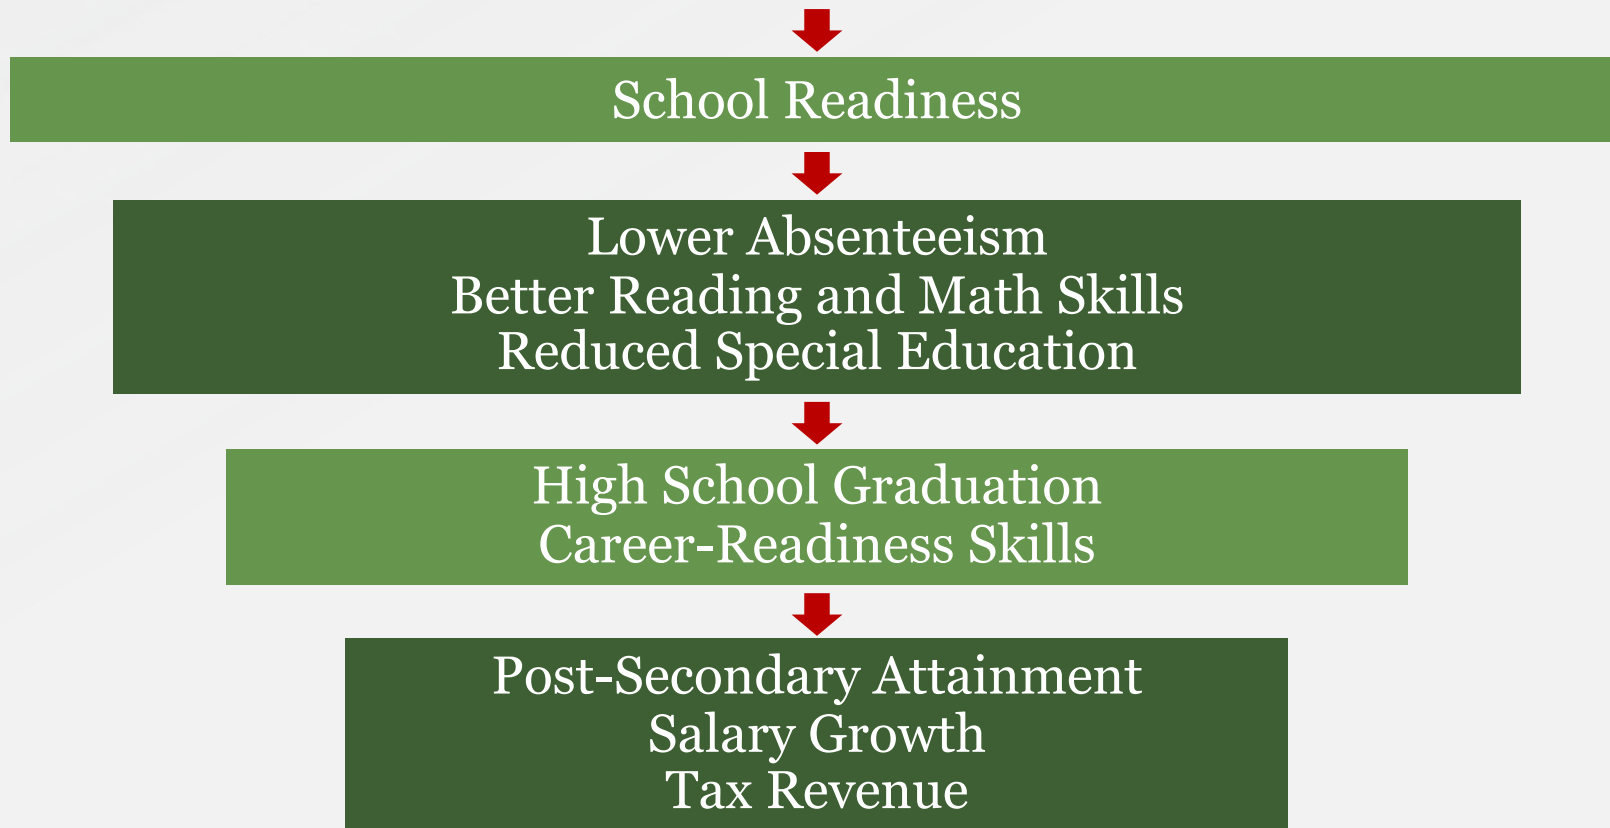 School Readiness
Lower Absenteeism
Better Reading and Math Skills
Reduced Special Education
High School Graduation
Career-Readiness Skills
Post-Secondary Attainment
Salary Growth
Tax Revenue